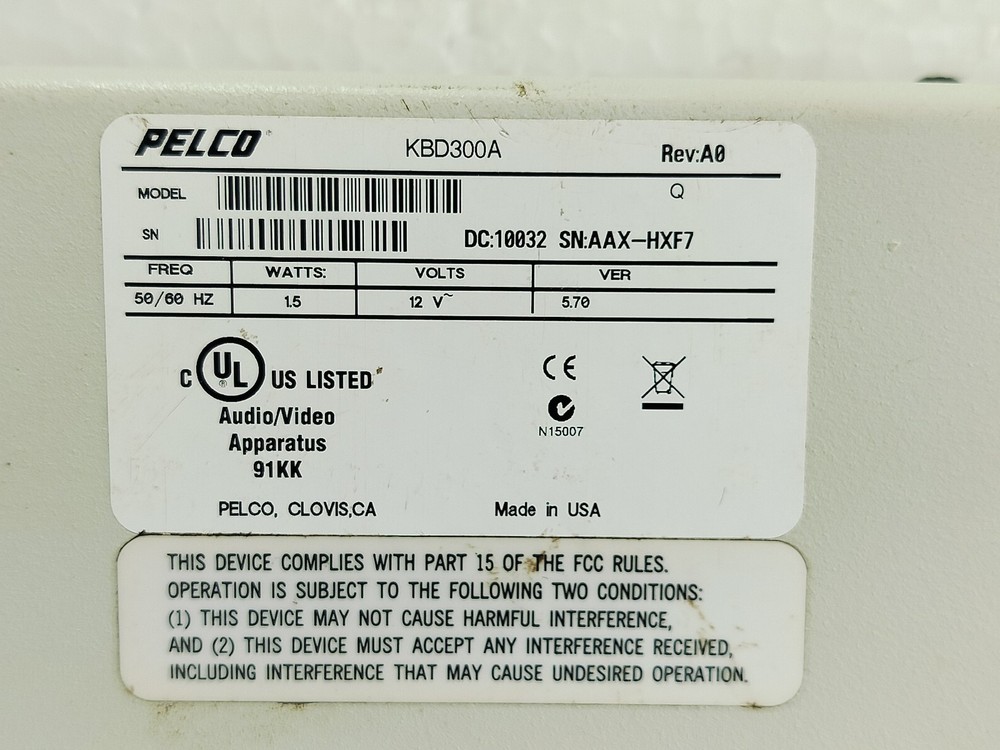 PELCO KBD300A Rev:A0
MODEL Q
SN DC:10032 SN:AAX-HXF7
FREQ WATTS: VOLTS VER
50/60 HZ 1.5 12 V~ 5.70
C UL ® US LISTED
CE
Audio/Video
N15007
Apparatus
91KK
PELCO, CLOVIS,CA Made in USA
THIS DEVICE COMPLIES WITH PART 15 OF THE FCC RULES.
OPERATION IS SUBJECT TO THE FOLLOWING TWO CONDITIONS:
(1) THIS DEVICE MAY NOT CAUSE HARMFUL INTERFERENCE,
AND (2) THIS DEVICE MUST ACCEPT ANY INTERFERENCE RECEIVED,
INCLUDING INTERFERENCE THAT MAY CAUSE UNDESIRED OPERATION.